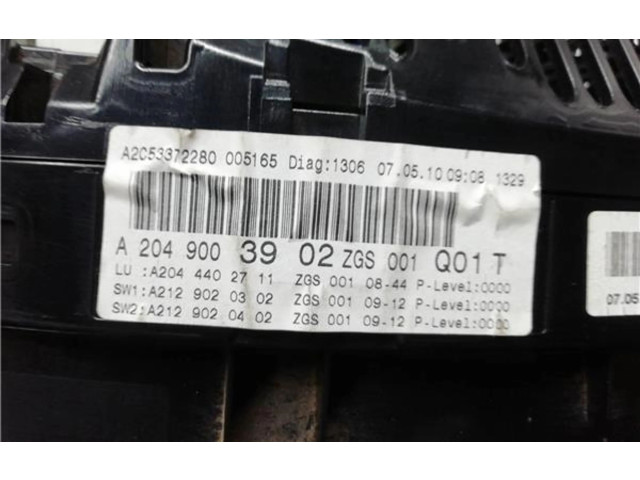 A2C53372280 005165 Diag:1306 07.05.10 09:08 1329
A 204 900 39 02 ZGS 001 Q01 T
LU :A204 440 27 11 ZGS 001 08-44 P-Level:0000
SW1:A212 902 03 02 ZGS 001 09-12 P-Level:0000
SW2:A212 902 04 02 ZGS 001 09-12 P-Level:0000
07.05